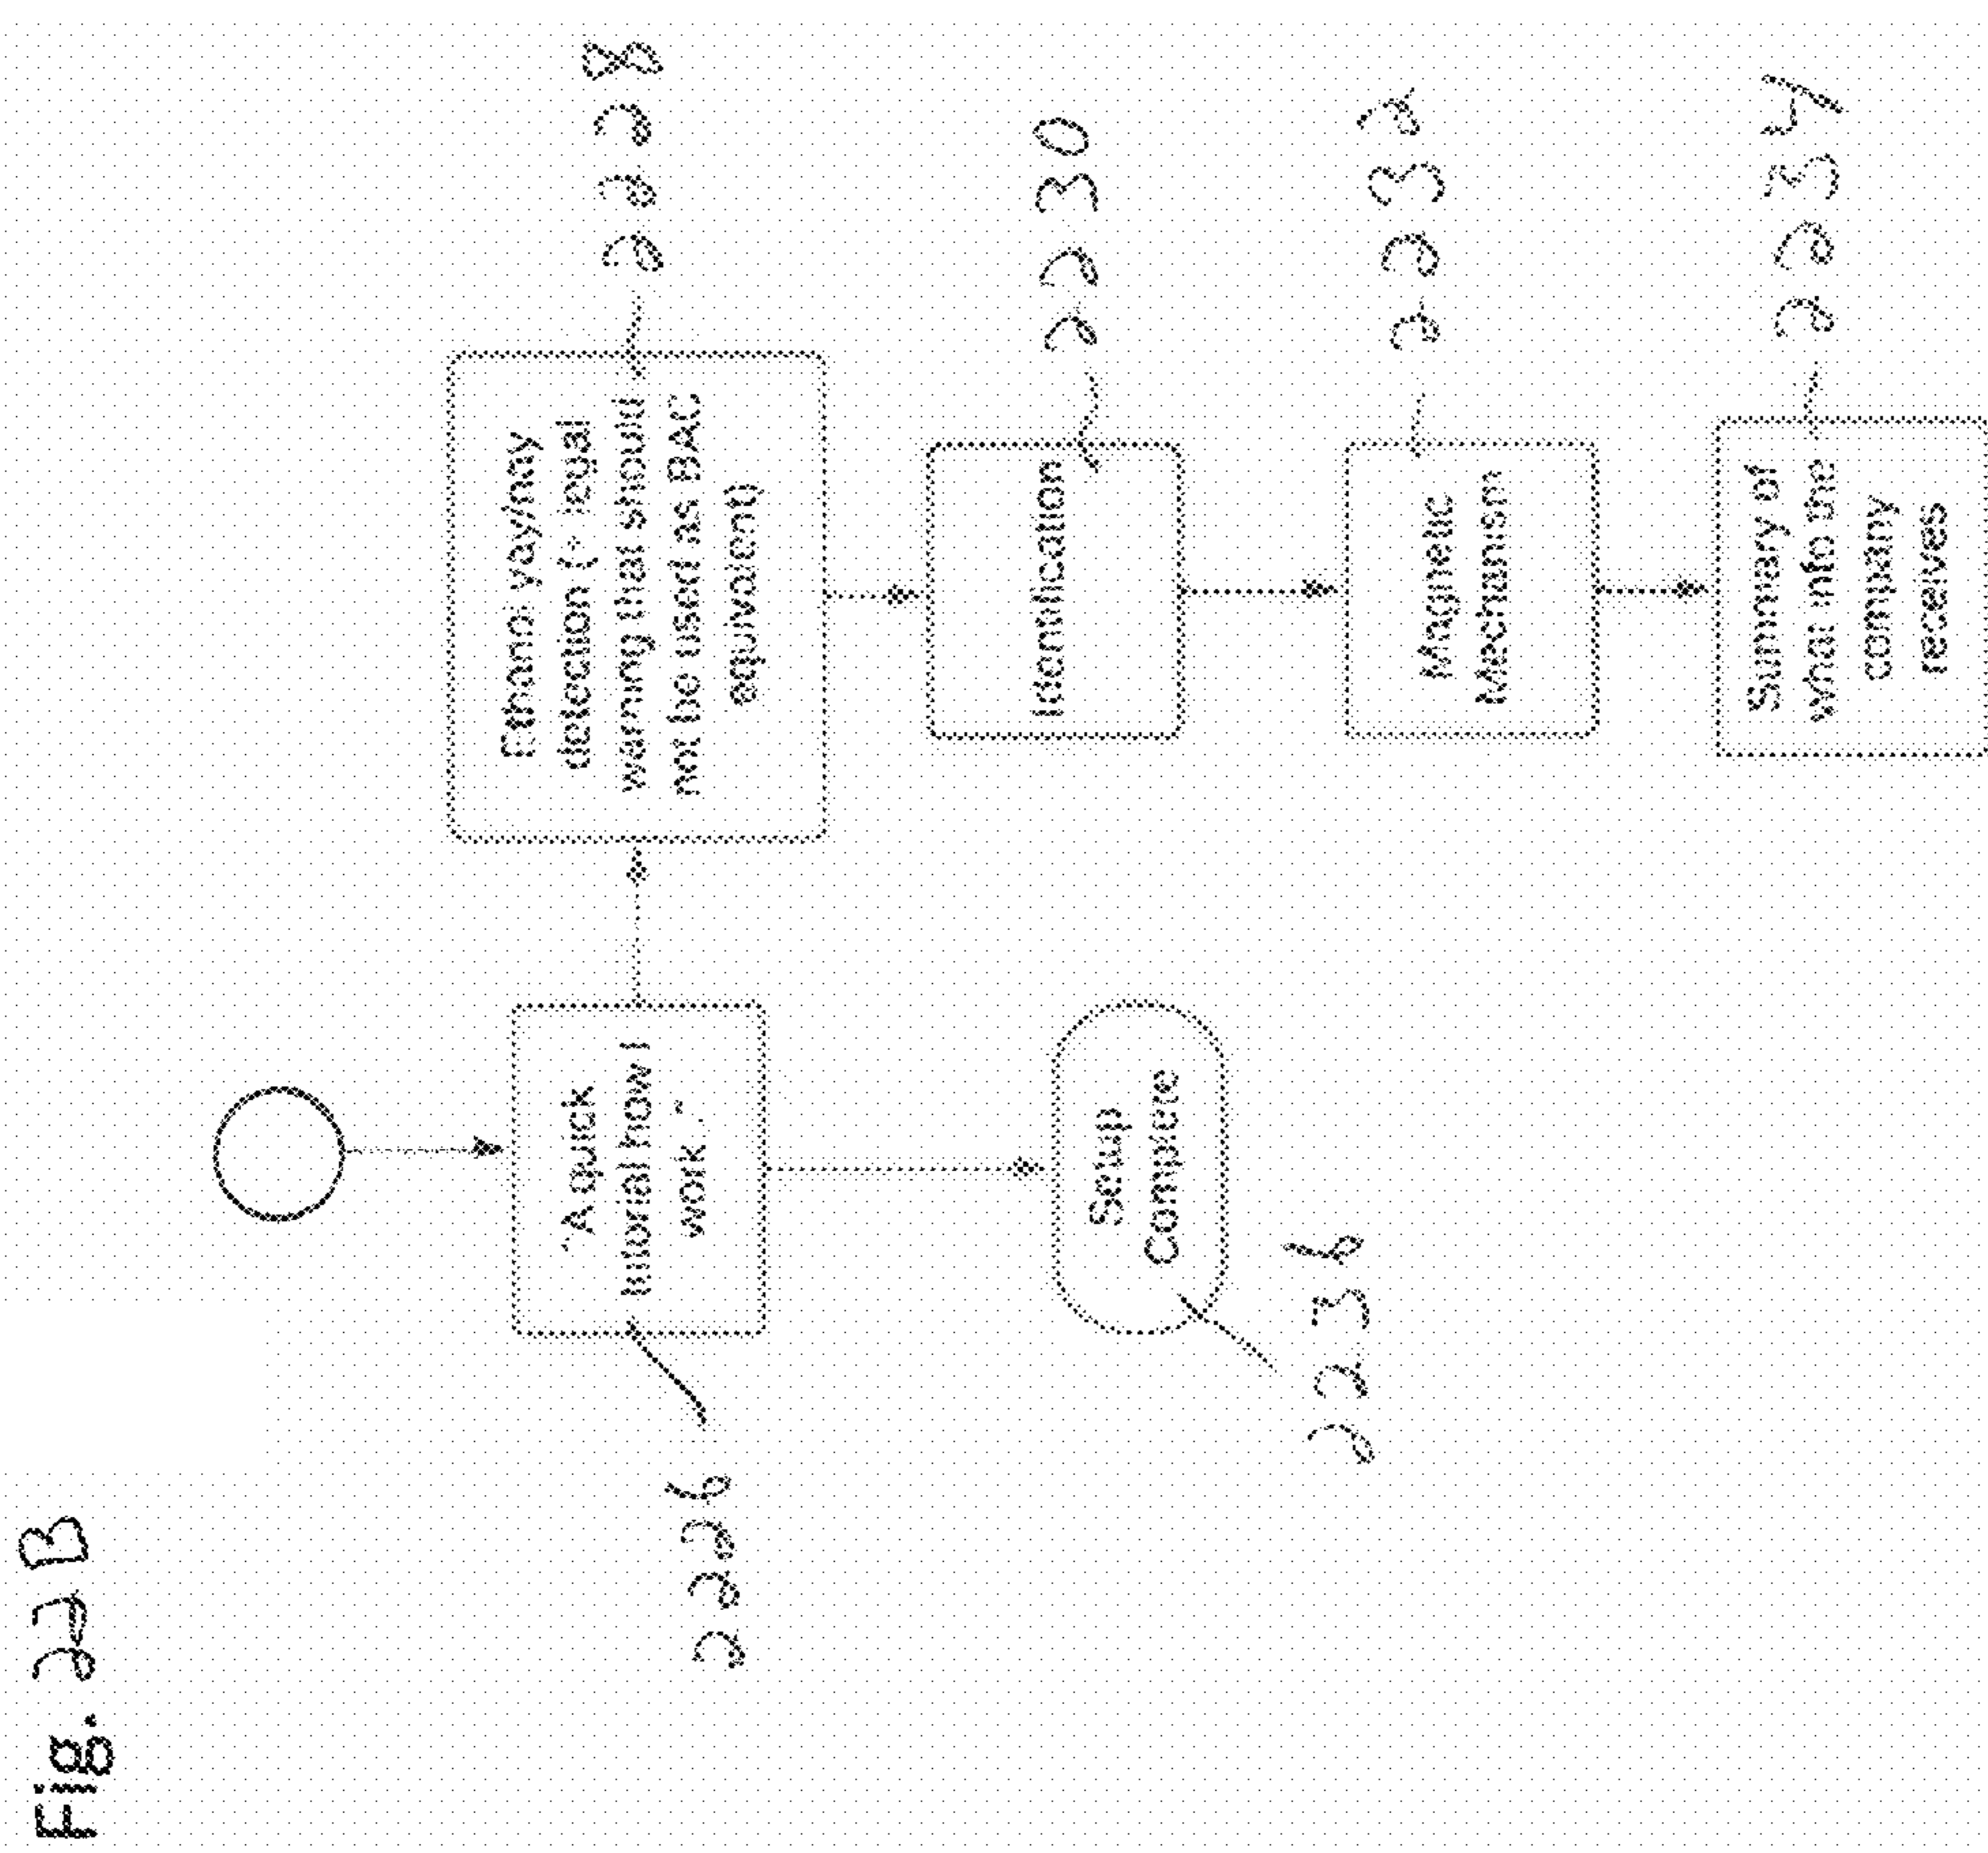 Fig. 22B
2226
"A quick
tutorial how I
work..."
Ethanol yay/nay
detection (+ legal
warning that should
not be used as BAC
equivalent)
2228
Identification
2230
Magnetic
Mechanism
2232
Summary of
what info the
company
receives
2234
Setup
Complete
2236